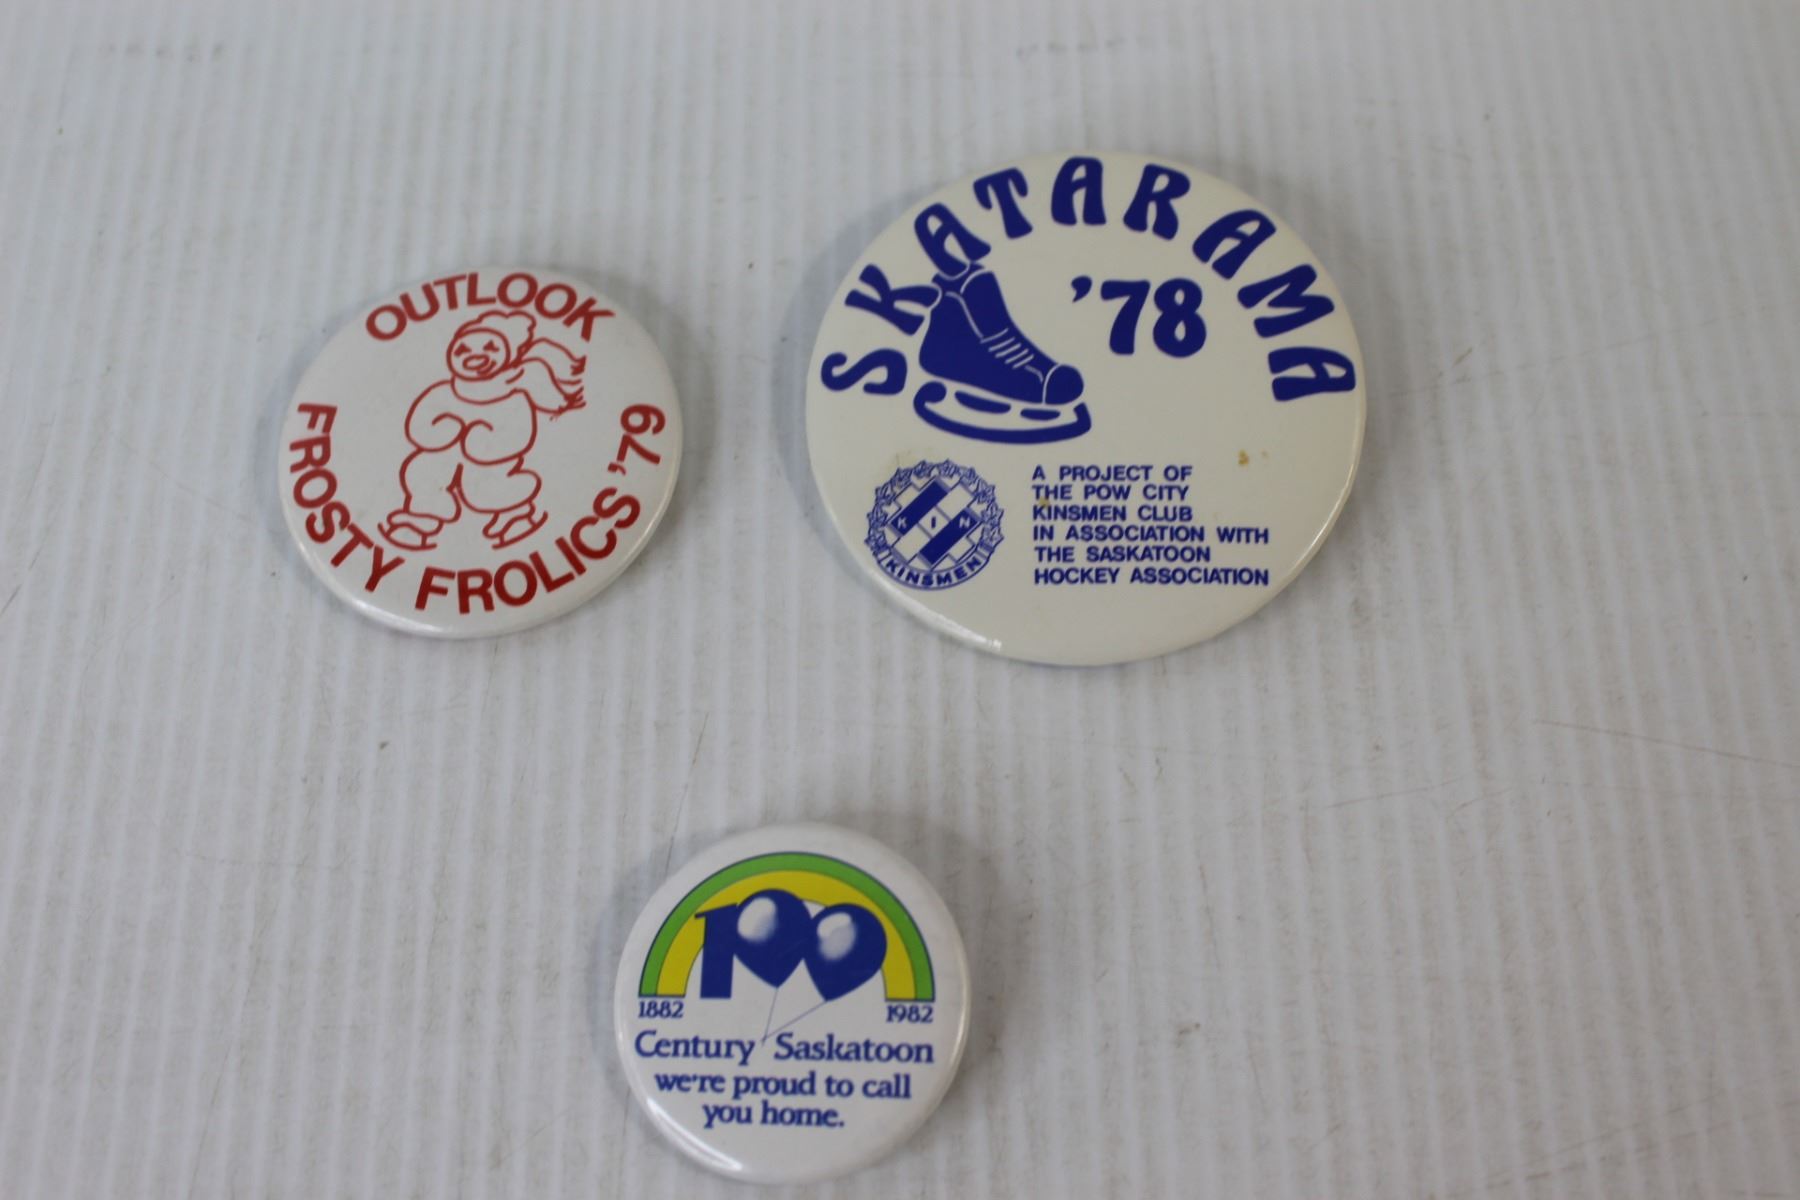 OUTLOOK
FROSTY FROLICS '79
SKATARAMA
'78
K I N
KINSMEN
A PROJECT OF
THE POW CITY
KINSMEN CLUB
IN ASSOCIATION WITH
THE SASKATOON
HOCKEY ASSOCIATION
100
1882 1982
Century Saskatoon
we're proud to call
you home.